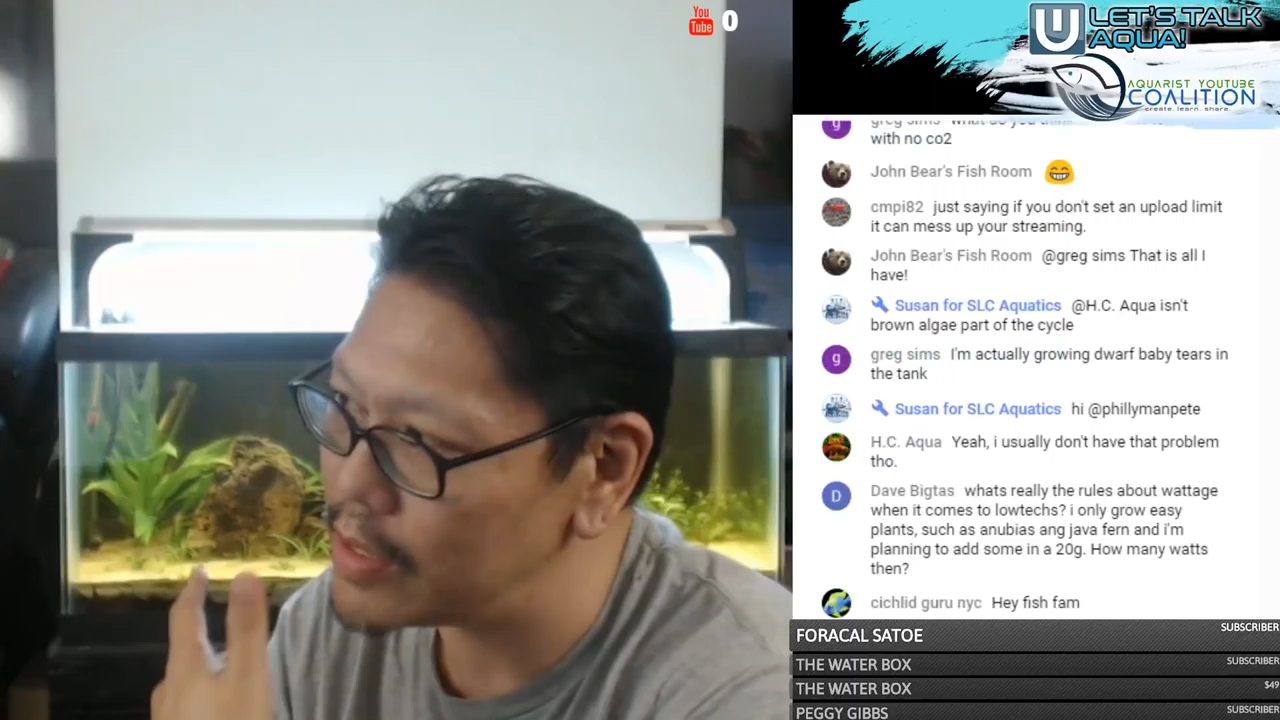 You
Tube
0
U LET'S TALK
AQUA!
AQUARIST YOUTUBE
COALITION
create. learn. share.
g greg sims what do you
with no co2
John Bear's Fish Room 😁
cmpi82 just saying if you don't set an upload limit
it can mess up your streaming.
John Bear's Fish Room @greg sims That is all I
have!
Susan for SLC Aquatics @H.C. Aqua isn't
brown algae part of the cycle
g greg sims I'm actually growing dwarf baby tears in
the tank
Susan for SLC Aquatics hi @phillymanpete
H.C. Aqua Yeah, i usually don't have that problem
tho.
D Dave Bigtas whats really the rules about wattage
when it comes to lowtechs? i only grow easy
plants, such as anubias ang java fern and i'm
planning to add some in a 20g. How many watts
then?
cichlid guru nyc Hey fish fam
FORACAL SATOE SUBSCRIBER
THE WATER BOX SUBSCRIBER
THE WATER BOX $49
PEGGY GIBBS SUBSCRIBER